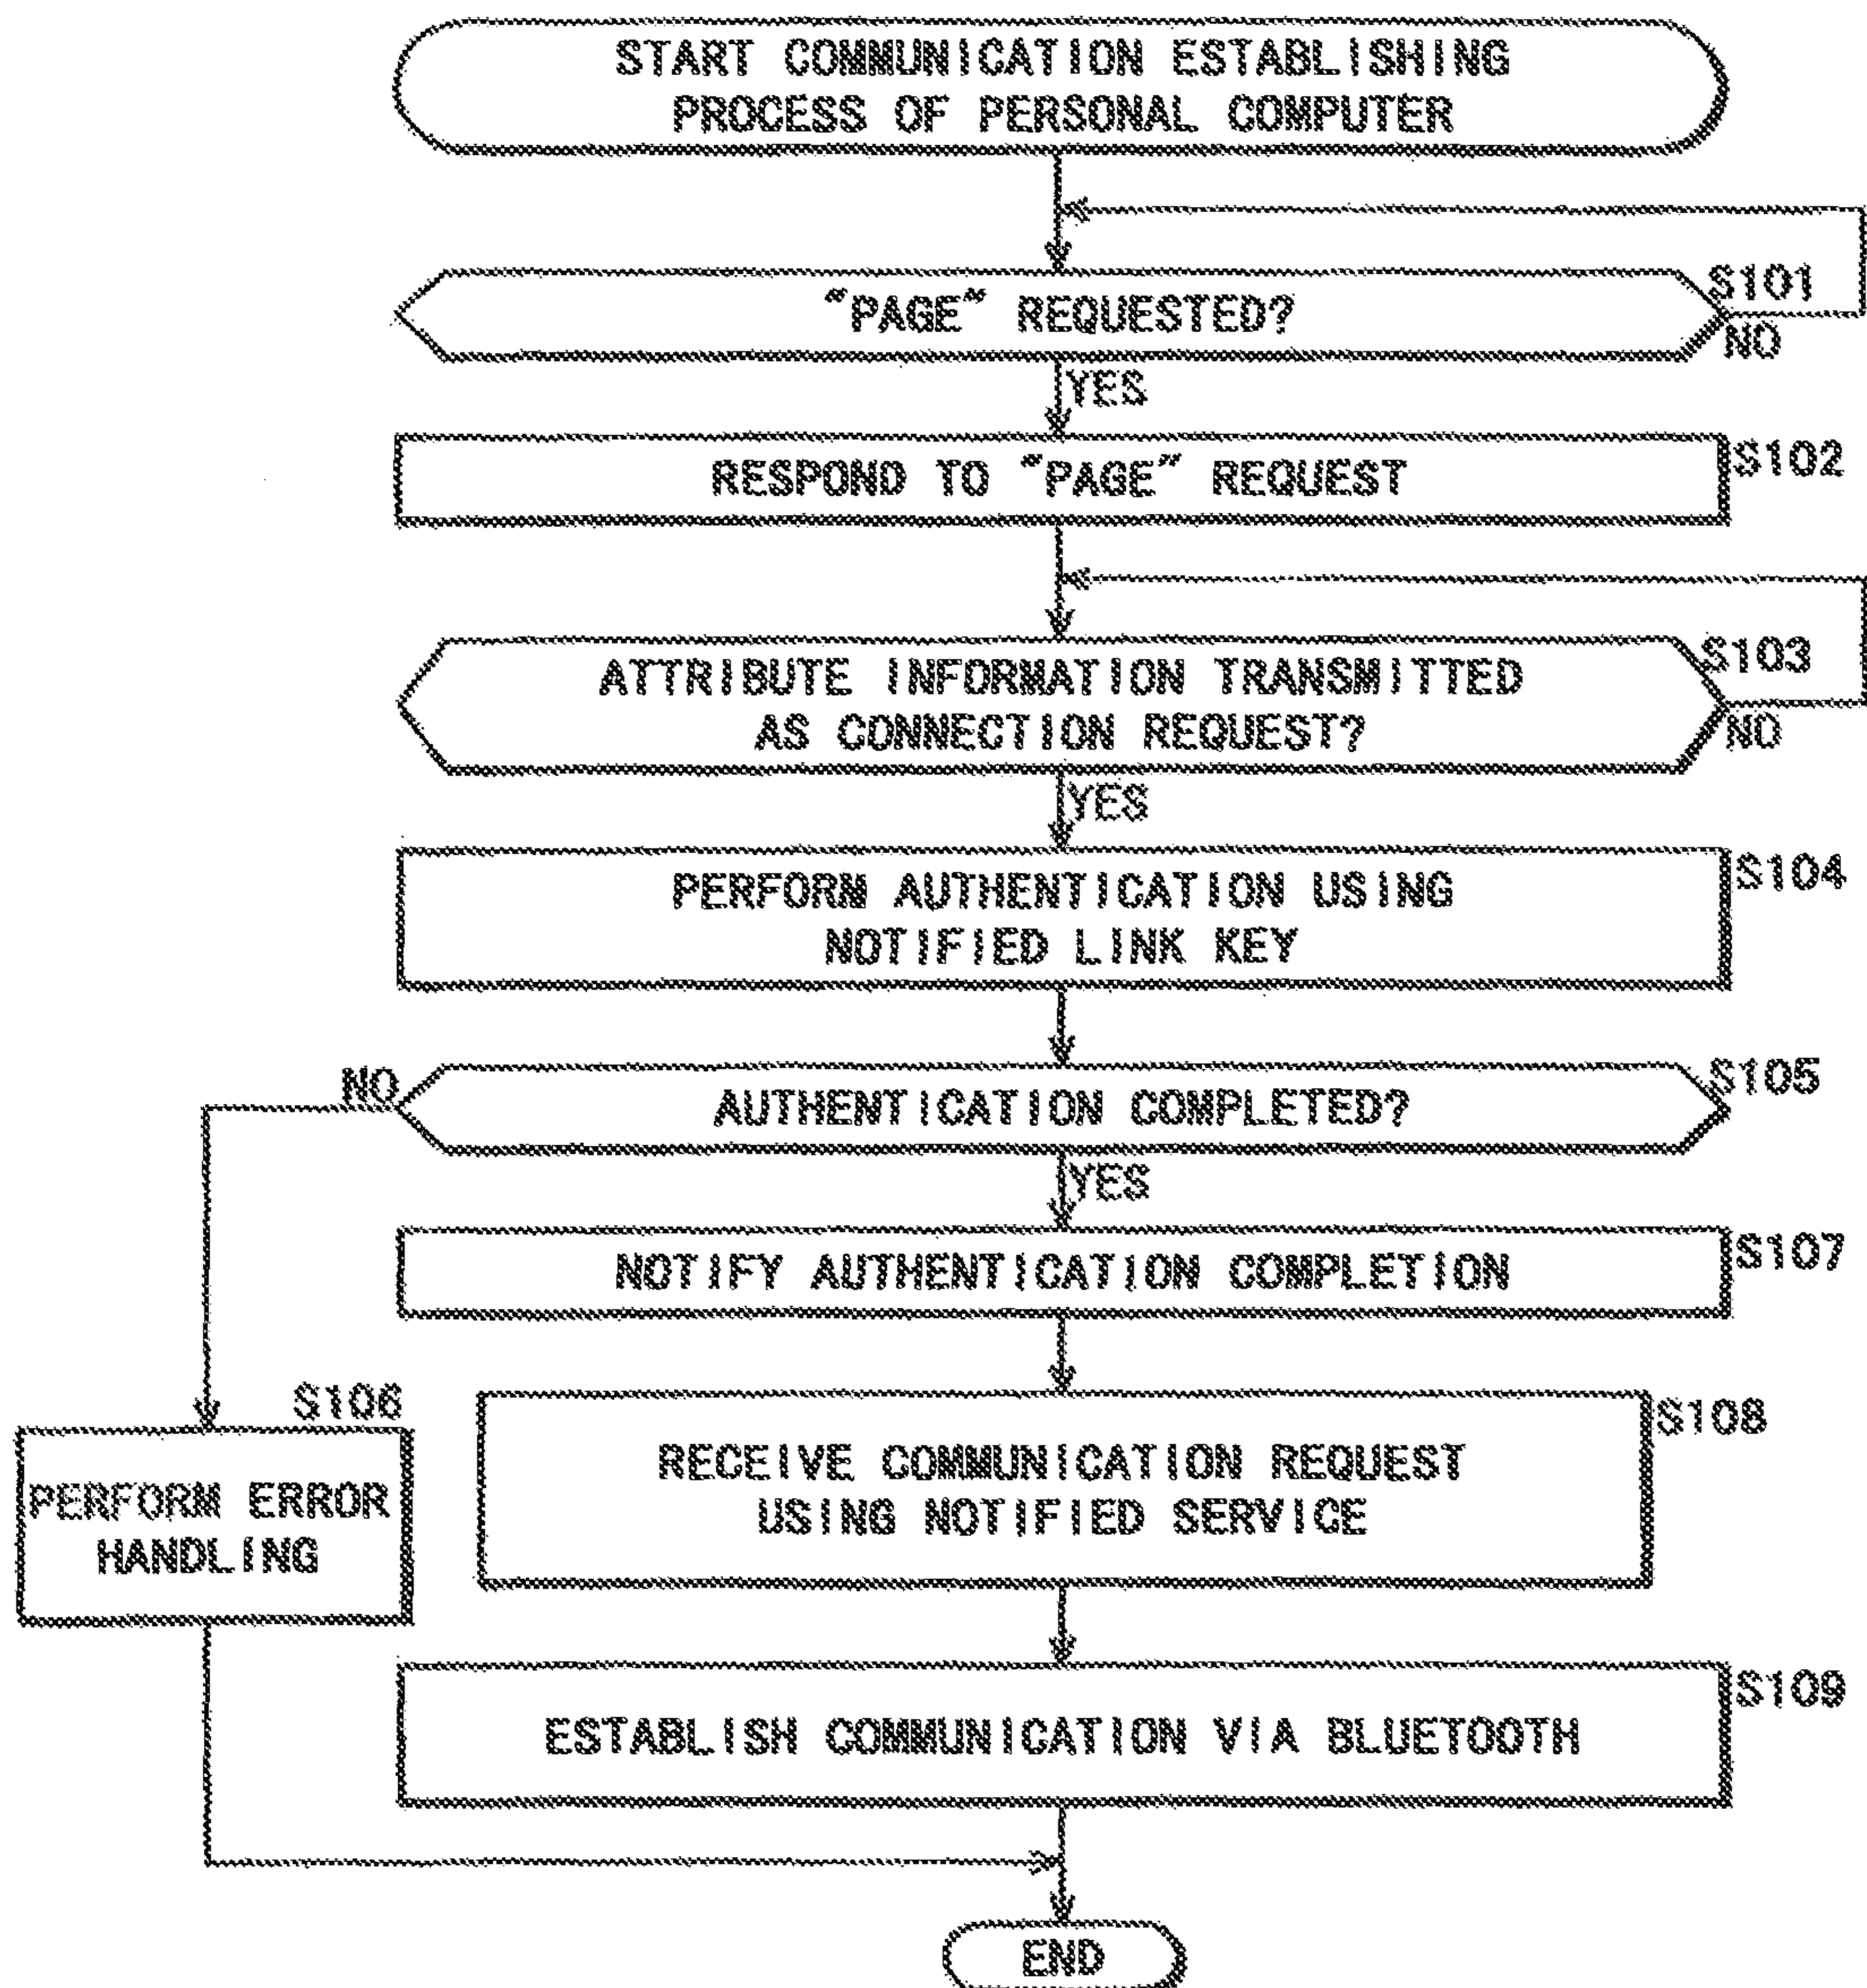 START COMMUNICATION ESTABLISHING
PROCESS OF PERSONAL COMPUTER
"PAGE" REQUESTED?
S101
NO
YES
RESPOND TO "PAGE" REQUEST
S102
ATTRIBUTE INFORMATION TRANSMITTED
AS CONNECTION REQUEST?
S103
NO
YES
PERFORM AUTHENTICATION USING
NOTIFIED LINK KEY
S104
NO
AUTHENTICATION COMPLETED?
S105
YES
NOTIFY AUTHENTICATION COMPLETION
S107
S106
PERFORM ERROR
HANDLING
RECEIVE COMMUNICATION REQUEST
USING NOTIFIED SERVICE
S108
ESTABLISH COMMUNICATION VIA BLUETOOTH
S109
END